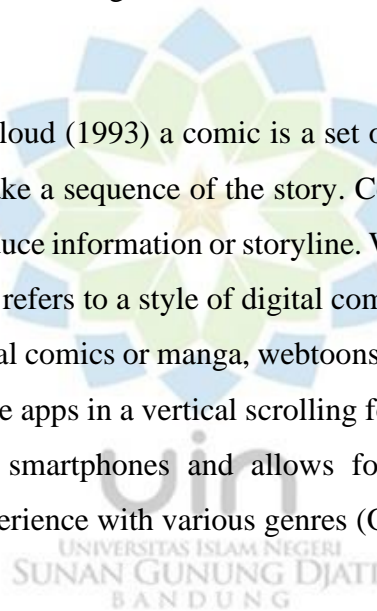 loud (1993) a comic is a set o
ke a sequence of the story. C
uce information or storyline. W
refers to a style of digital com
al comics or manga, webtoons
e apps in a vertical scrolling fo
smartphones and allows fo
erience with various genres (
uin
UNIVERSITAS ISLAM NEGERI
SUNAN GUNUNG DJATI
BANDUNG